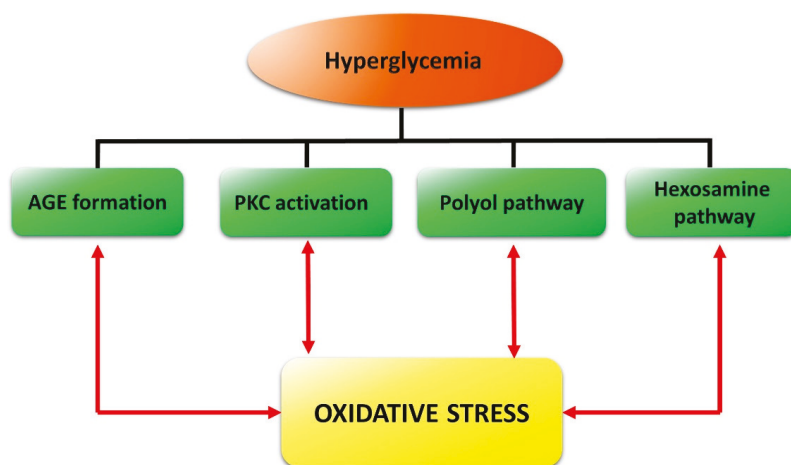 Hyperglycemia
AGE formation
PKC activation
Polyol pathway
Hexosamine
pathway
OXIDATIVE STRESS